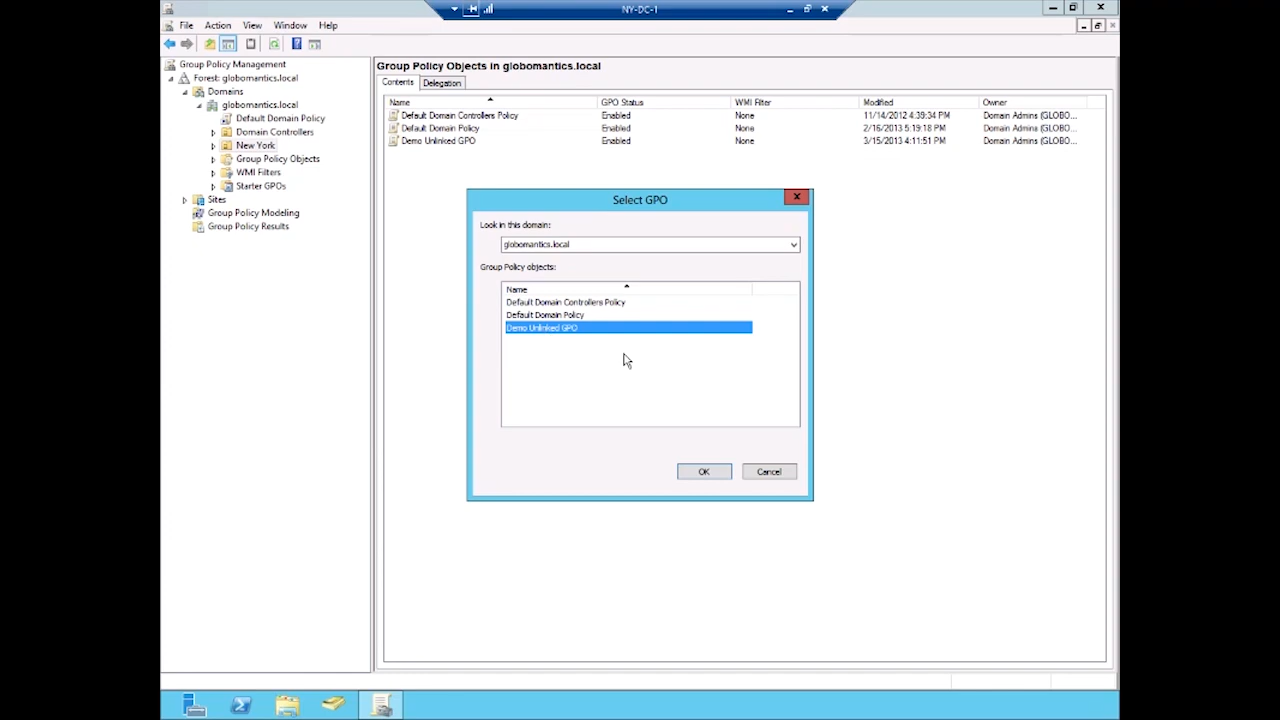 NY-DC-1
File Action View Window Help
Group Policy Management
Forest: globomantics.local
Domains
globomantics.local
Default Domain Policy
Domain Controllers
New York
Group Policy Objects
WMI Filters
Starter GPOs
Sites
Group Policy Modeling
Group Policy Results
Group Policy Objects in globomantics.local
Contents Delegation
Name GPO Status WMI Filter Modified Owner
Default Domain Controllers Policy Enabled None 11/14/2012 4:39:34 PM Domain Admins (GLOBO...
Default Domain Policy Enabled None 2/16/2013 5:19:18 PM Domain Admins (GLOBO...
Demo Unlinked GPO Enabled None 3/15/2013 4:11:51 PM Domain Admins (GLOBO...
Select GPO
Look in this domain:
globomantics.local
Group Policy objects:
Name
Default Domain Controllers Policy
Default Domain Policy
Demo Unlinked GPO
OK Cancel